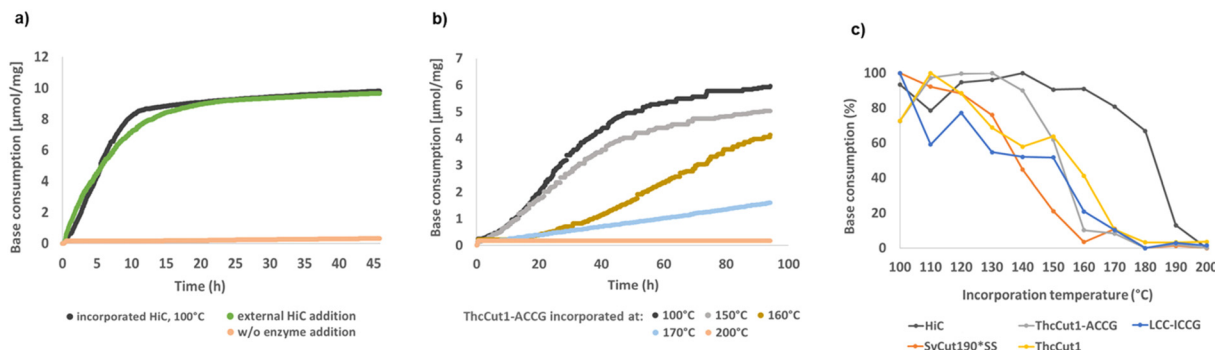 a)
Base consumption [µmol/mg]
12
10
8
6
4
2
0
0 5 10 15 20 25 30 35 40 45
Time (h)
incorporated HiC, 100°C external HiC addition
w/o enzyme addition
b)
Base consumption [µmol/mg]
7
6
5
4
3
2
1
0
0 20 40 60 80 100
Time (h)
ThcCut1-ACCG incorporated at: 100°C 150°C 160°C
170°C 200°C
c)
Base consumption (%)
100
80
60
40
20
0
100 110 120 130 140 150 160 170 180 190 200
Incorporation temperature (°C)
HiC ThcCut1-ACCG LCC-ICCG
SvCut190*SS ThcCut1